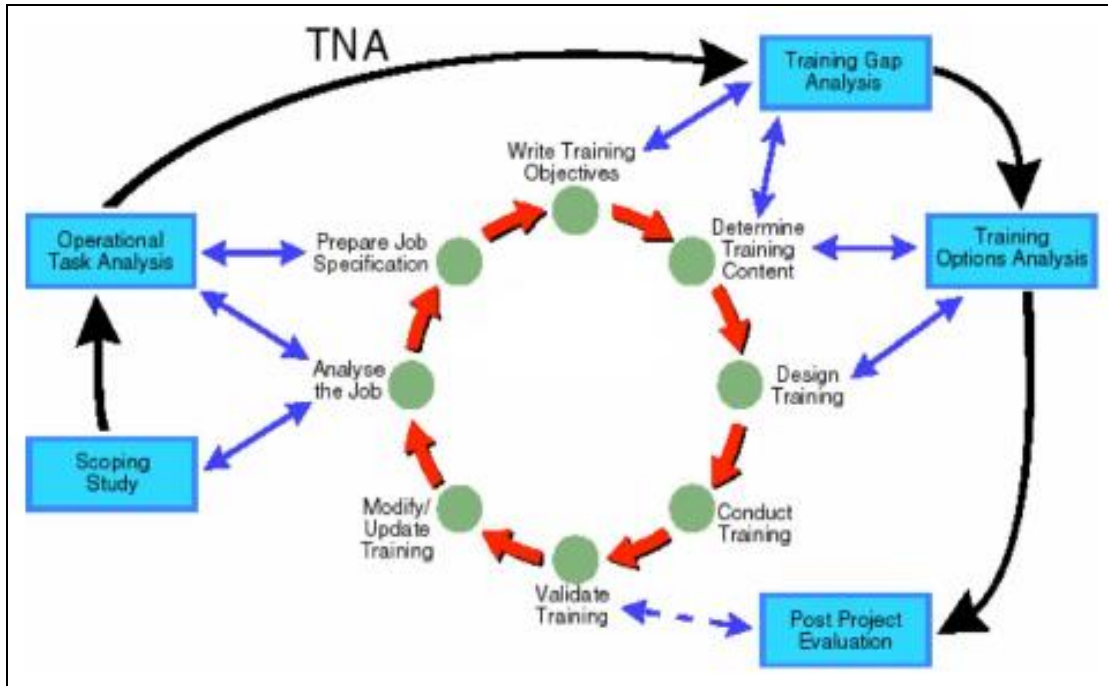 TNA
Training Gap
Analysis
Write Training
Objectives
Operational
Task Analysis
Prepare Job
Specification
Determine
Training
Content
Training
Options Analysis
Analyse
the Job
Design
Training
Scoping
Study
Modify/
Update
Training
Conduct
Training
Validate
Training
Post Project
Evaluation